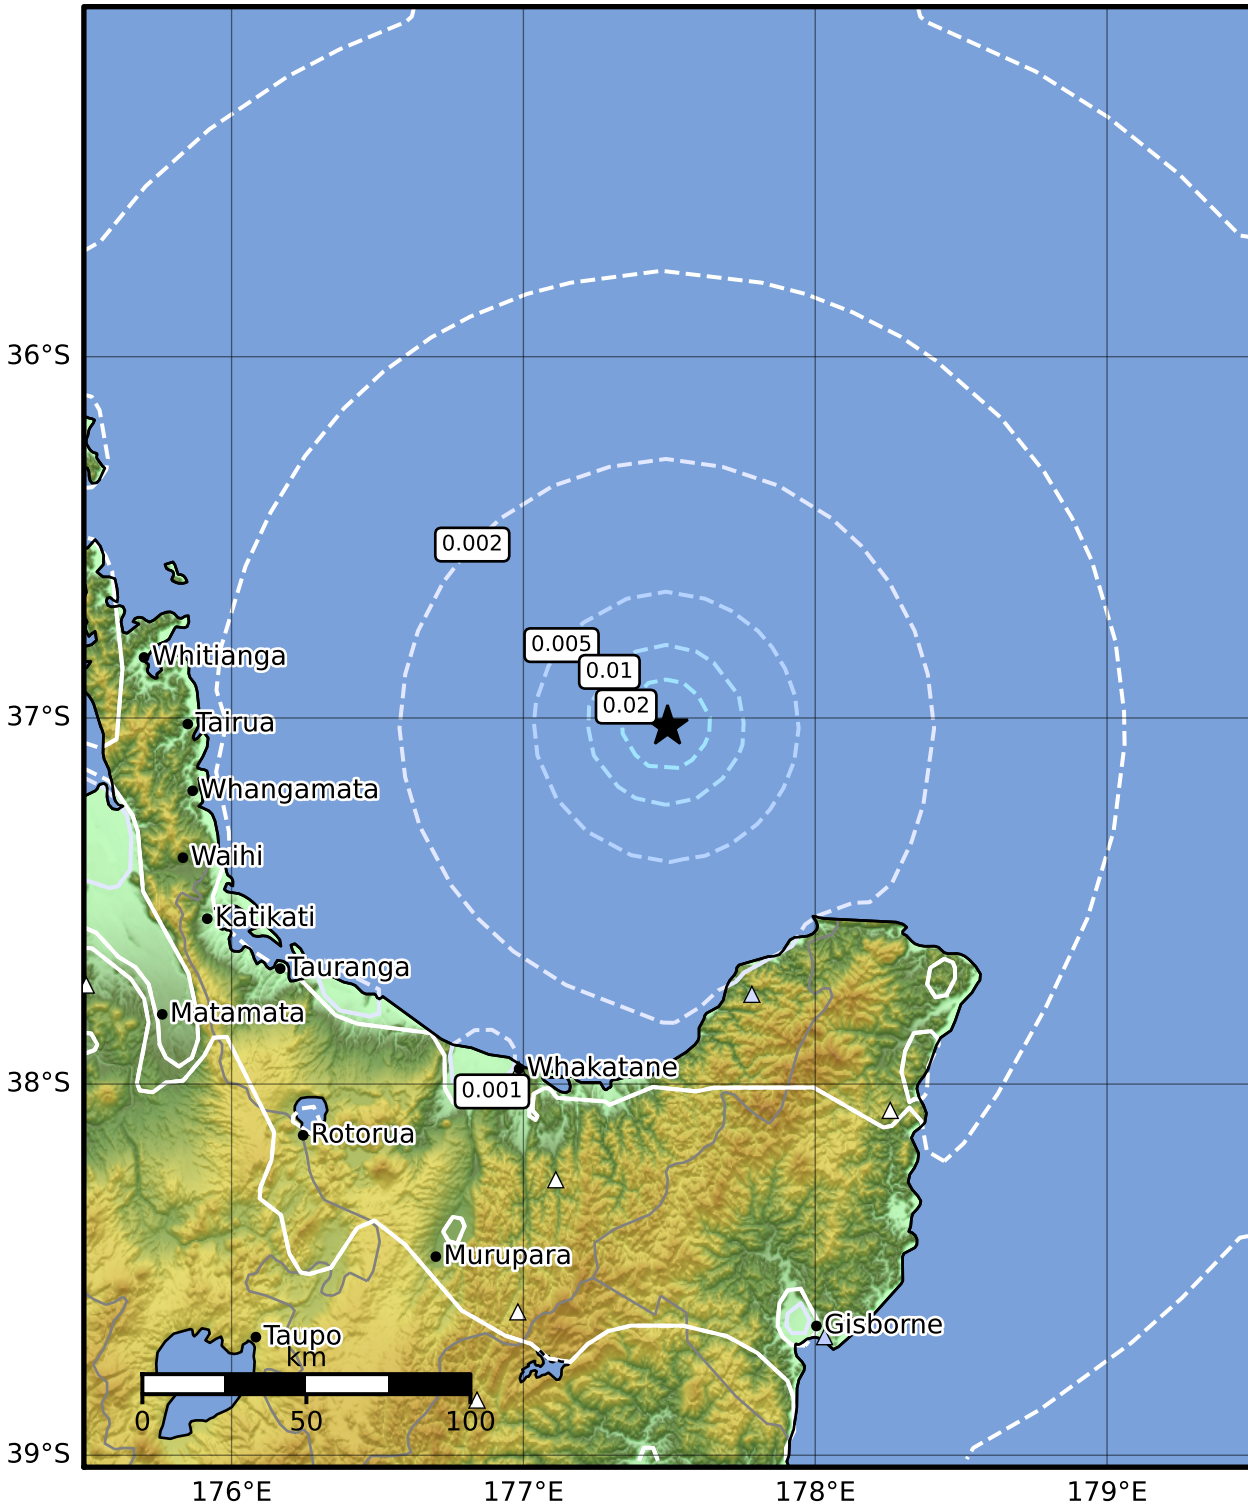 36°S
0.002
0.005
Whitianga
0.01
0.02
37°S
Tairua
Whangamata
Waihi
Katikati
Tauranga
Matamata
Whakatane
38°S
0.001
Rotorua
Murupara
Gisborne
Taupo
km
0 50 100
39°S
176°E 177°E 178°E 179°E